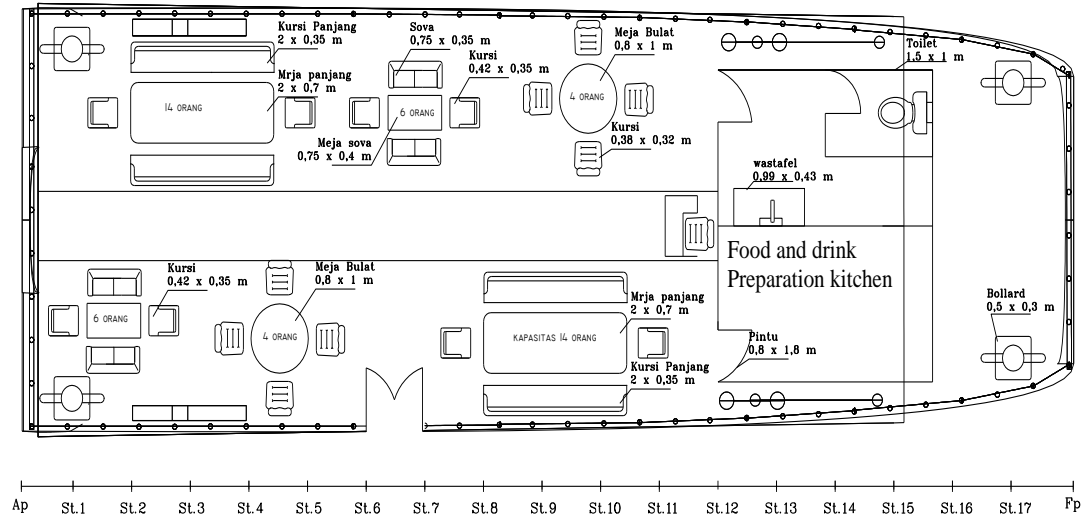 Kursi Panjang
2 x 0,35 m
Sova
0,75 x 0,35 m
Meja Bulat
0,8 x 1 m
Toilet
1,5 x 1 m
Kursi
0,42 x 0,35 m
Mrja panjang
2 x 0,7 m
14 ORANG
6 ORANG
4 ORANG
Meja sova
0,75 x 0,4 m
Kursi
0,38 x 0,32 m
wastafel
0,99 x 0,43 m
Food and drink
Preparation kitchen
Kursi
0,42 x 0,35 m
Meja Bulat
0,8 x 1 m
Mrja panjang
2 x 0,7 m
Bollard
0,5 x 0,3 m
6 ORANG
4 ORANG
KAPASITAS 14 ORANG
Pintu
0,8 x 1,8 m
Kursi Panjang
2 x 0,35 m
Ap St.1 St.2 St.3 St.4 St.5 St.6 St.7 St.8 St.9 St.10 St.11 St.12 St.13 St.14 St.15 St.16 St.17 Fp